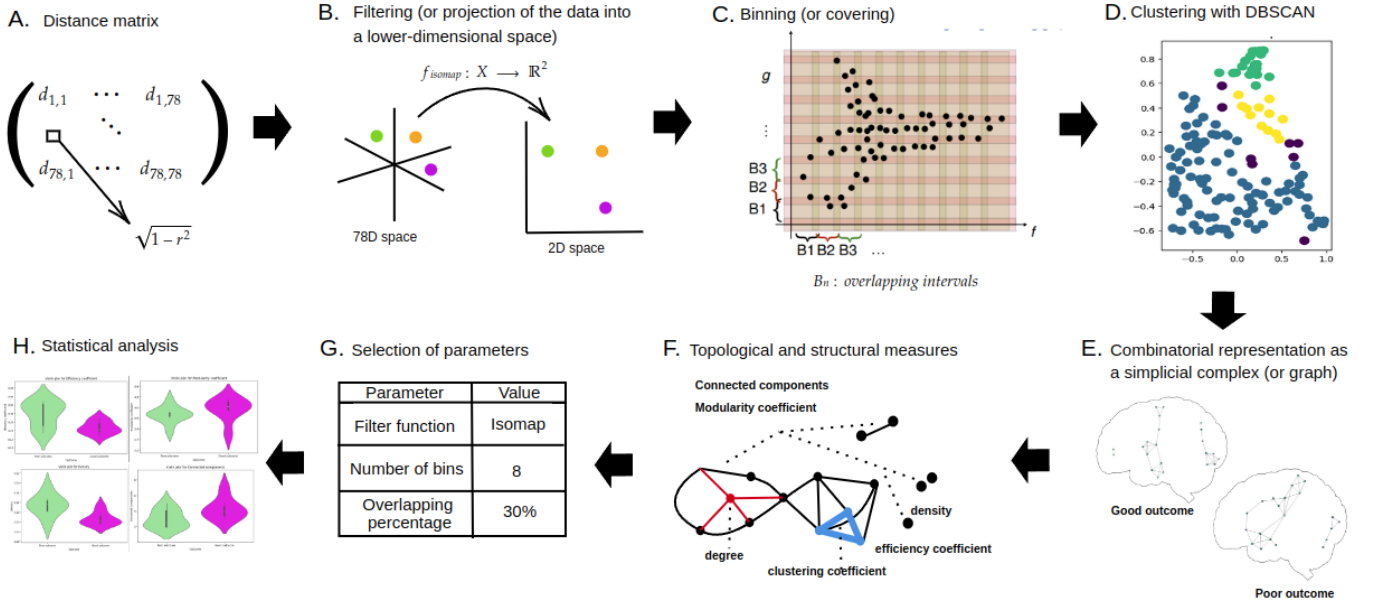 A. Distance matrix
d1,1 ··· d1,78
⋱
d78,1 ··· d78,78
√1 − r²
B. Filtering (or projection of the data into
a lower-dimensional space)
f isomap : X ⟶ ℝ²
78D space
2D space
C. Binning (or covering)
g
⋮
B3
B2
B1
f
B1 B2 B3 ...
Bn : overlapping intervals
D. Clustering with DBSCAN
0.8
0.6
0.4
0.2
0.0
−0.2
−0.4
−0.6
−0.5 0.0 0.5 1.0
E. Combinatorial representation as
a simplicial complex (or graph)
Good outcome
Poor outcome
F. Topological and structural measures
Connected components
Modularity coefficient
density
efficiency coefficient
degree
clustering coefficient
G. Selection of parameters
Parameter Value
Filter function Isomap
Number of bins 8
Overlapping
percentage 30%
H. Statistical analysis